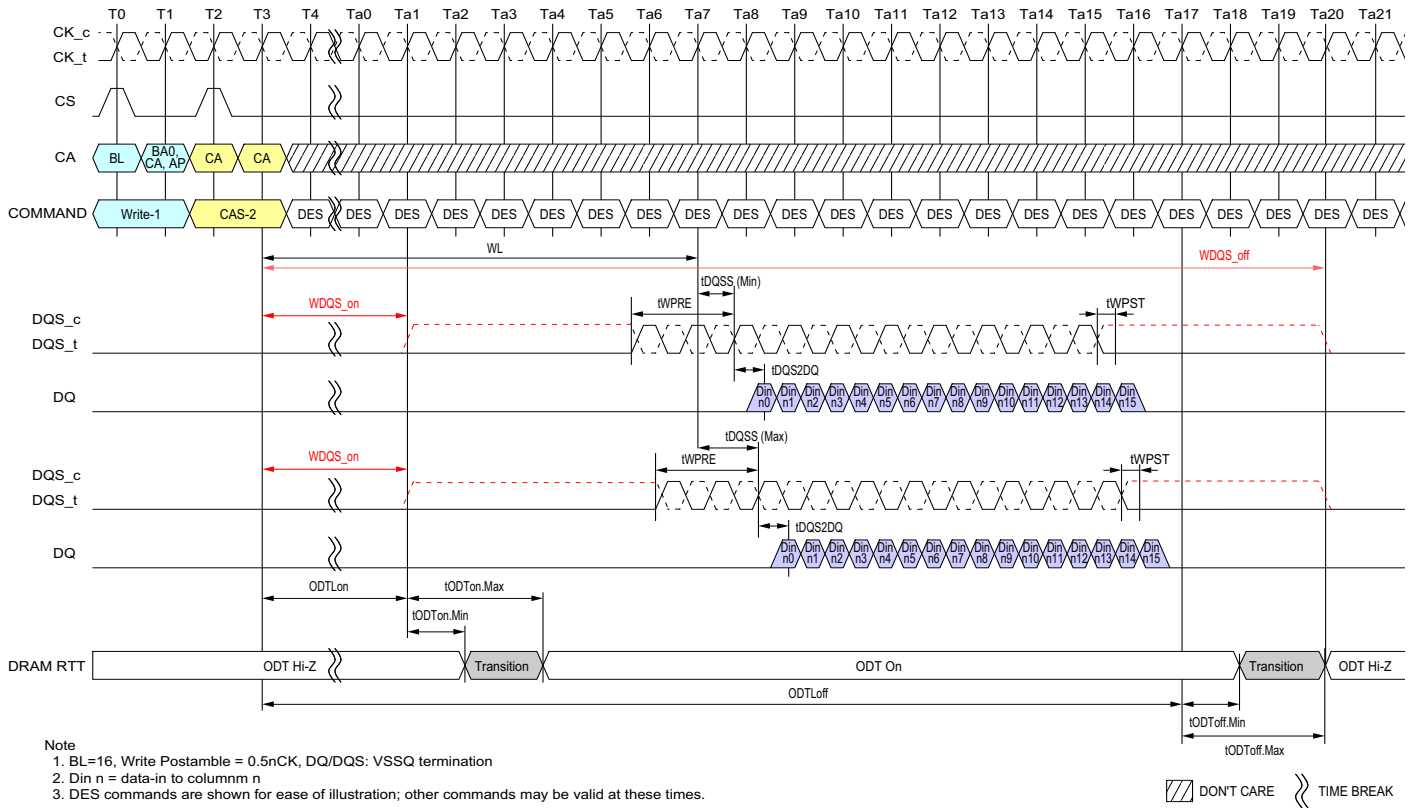 T0 T1 T2 T3 T4 Ta0 Ta1 Ta2 Ta3 Ta4 Ta5 Ta6 Ta7 Ta8 Ta9 Ta10 Ta11 Ta12 Ta13 Ta14 Ta15 Ta16 Ta17 Ta18 Ta19 Ta20 Ta21
CK_c
CK_t
CS
CA BL BA0, CA, AP CA CA
COMMAND Write-1 CAS-2 DES DES DES DES DES DES DES DES DES DES DES DES DES DES DES DES DES DES DES DES DES DES DES
WL
WDQS_off
tDQSS (Min)
WDQS_on tWPRE tWPST
DQS_c
DQS_t
tDQS2DQ
DQ Din n0 Din n1 Din n2 Din n3 Din n4 Din n5 Din n6 Din n7 Din n8 Din n9 Din n10 Din n11 Din n12 Din n13 Din n14 Din n15
tDQSS (Max)
WDQS_on tWPRE tWPST
DQS_c
DQS_t
tDQS2DQ
DQ Din n0 Din n1 Din n2 Din n3 Din n4 Din n5 Din n6 Din n7 Din n8 Din n9 Din n10 Din n11 Din n12 Din n13 Din n14 Din n15
ODTLon tODTon.Max
tODTon.Min
DRAM RTT ODT Hi-Z Transition ODT On Transition ODT Hi-Z
ODTLoff
tODToff.Min
tODToff.Max
Note
1. BL=16, Write Postamble = 0.5nCK, DQ/DQS: VSSQ termination
2. Din n = data-in to columnm n
3. DES commands are shown for ease of illustration; other commands may be valid at these times.
DON'T CARE TIME BREAK